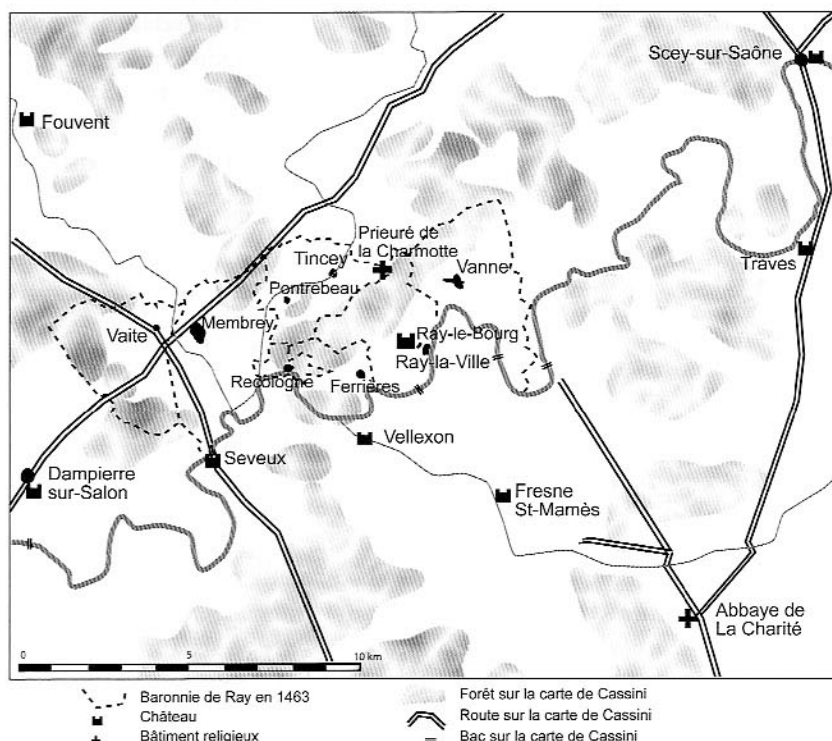 Scey-sur-Saône
Fouvent
Prieuré de
la Charmotte
Tincey
Vanne
Traves
Pontrebeau
Membrey
Vaite
Ray-le-Bourg
Ray-la-Ville
Recologne
Ferrières
Vellexon
Seveux
Dampierre
sur-Salon
Fresne
St-Mamès
Abbaye de
La Charité
0 5 10 km
Baronnie de Ray en 1463
Château
Bâtiment religieux
Forêt sur la carte de Cassini
Route sur la carte de Cassini
Bac sur la carte de Cassini